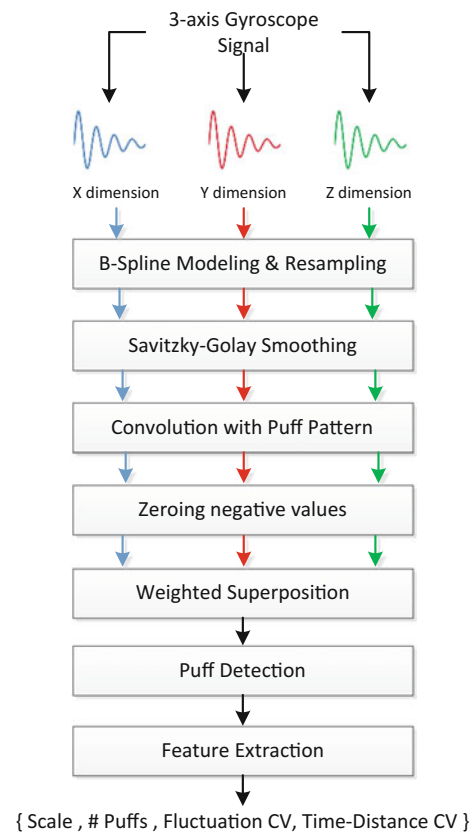 3-axis Gyroscope
Signal
X dimension
Y dimension
Z dimension
B-Spline Modeling & Resampling
Savitzky-Golay Smoothing
Convolution with Puff Pattern
Zeroing negative values
Weighted Superposition
Puff Detection
Feature Extraction
{ Scale , # Puffs , Fluctuation CV, Time-Distance CV }